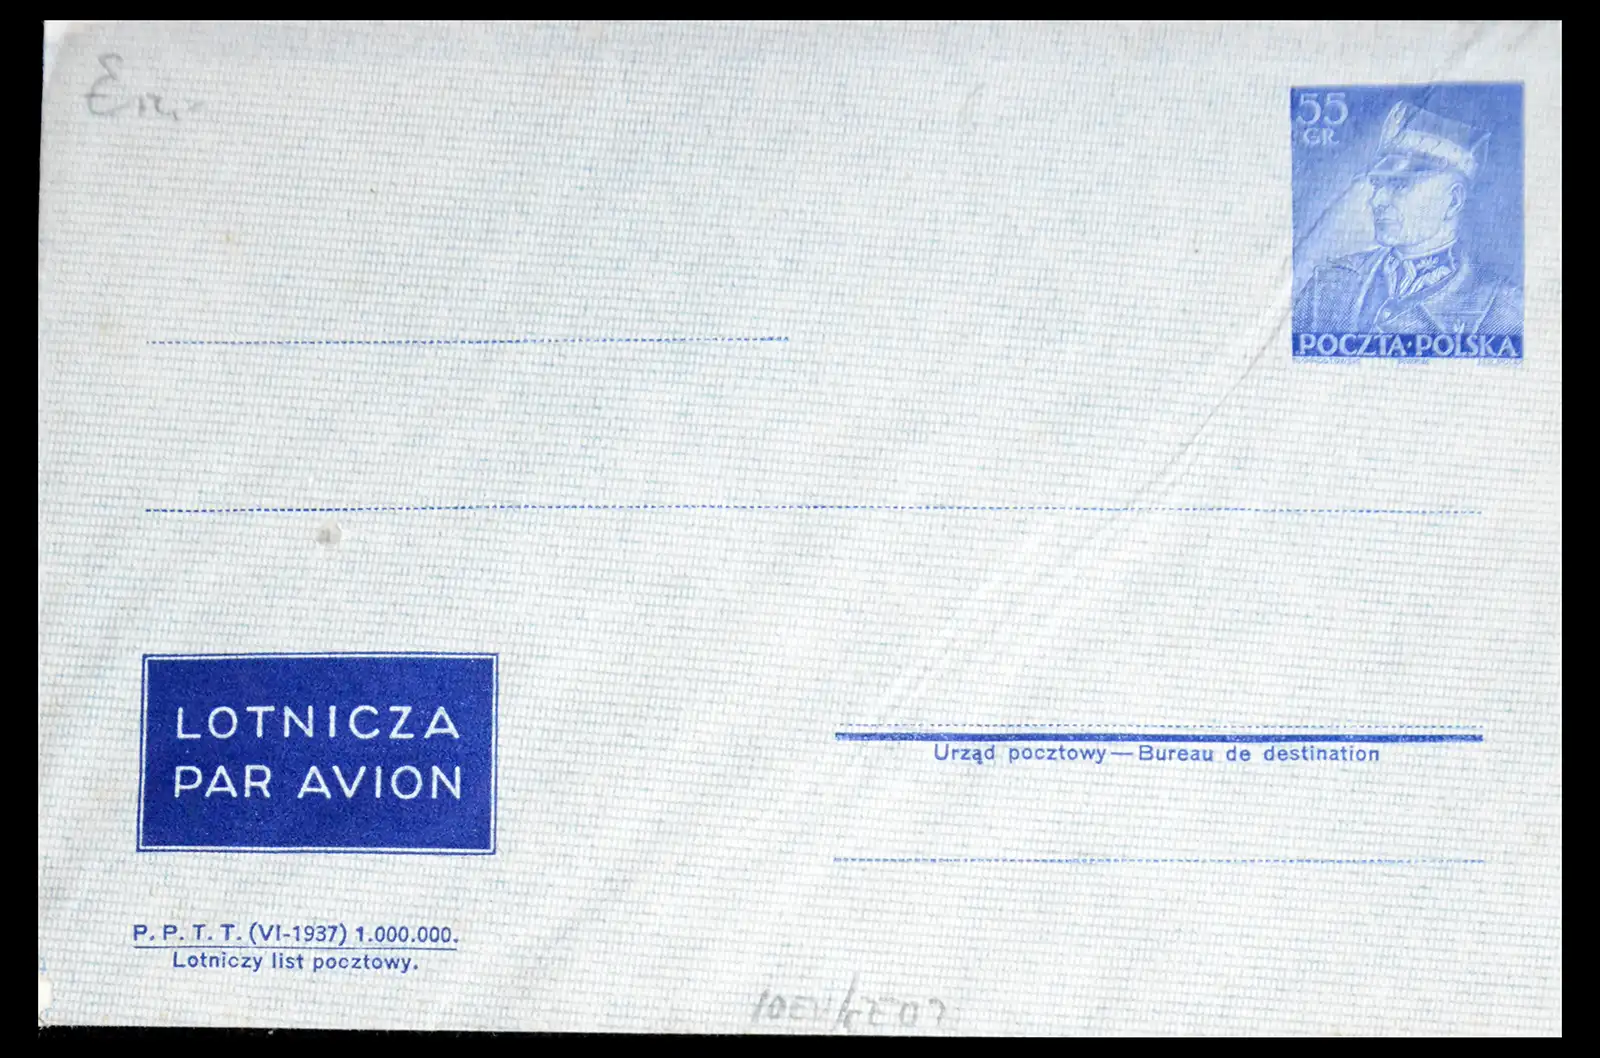 55
GR.
POCZTA·POLSKA
LOTNICZA
PAR AVION
Urząd pocztowy—Bureau de destination
P. P. T. T. (VI-1937) 1.000.000.
Lotniczy list pocztowy.